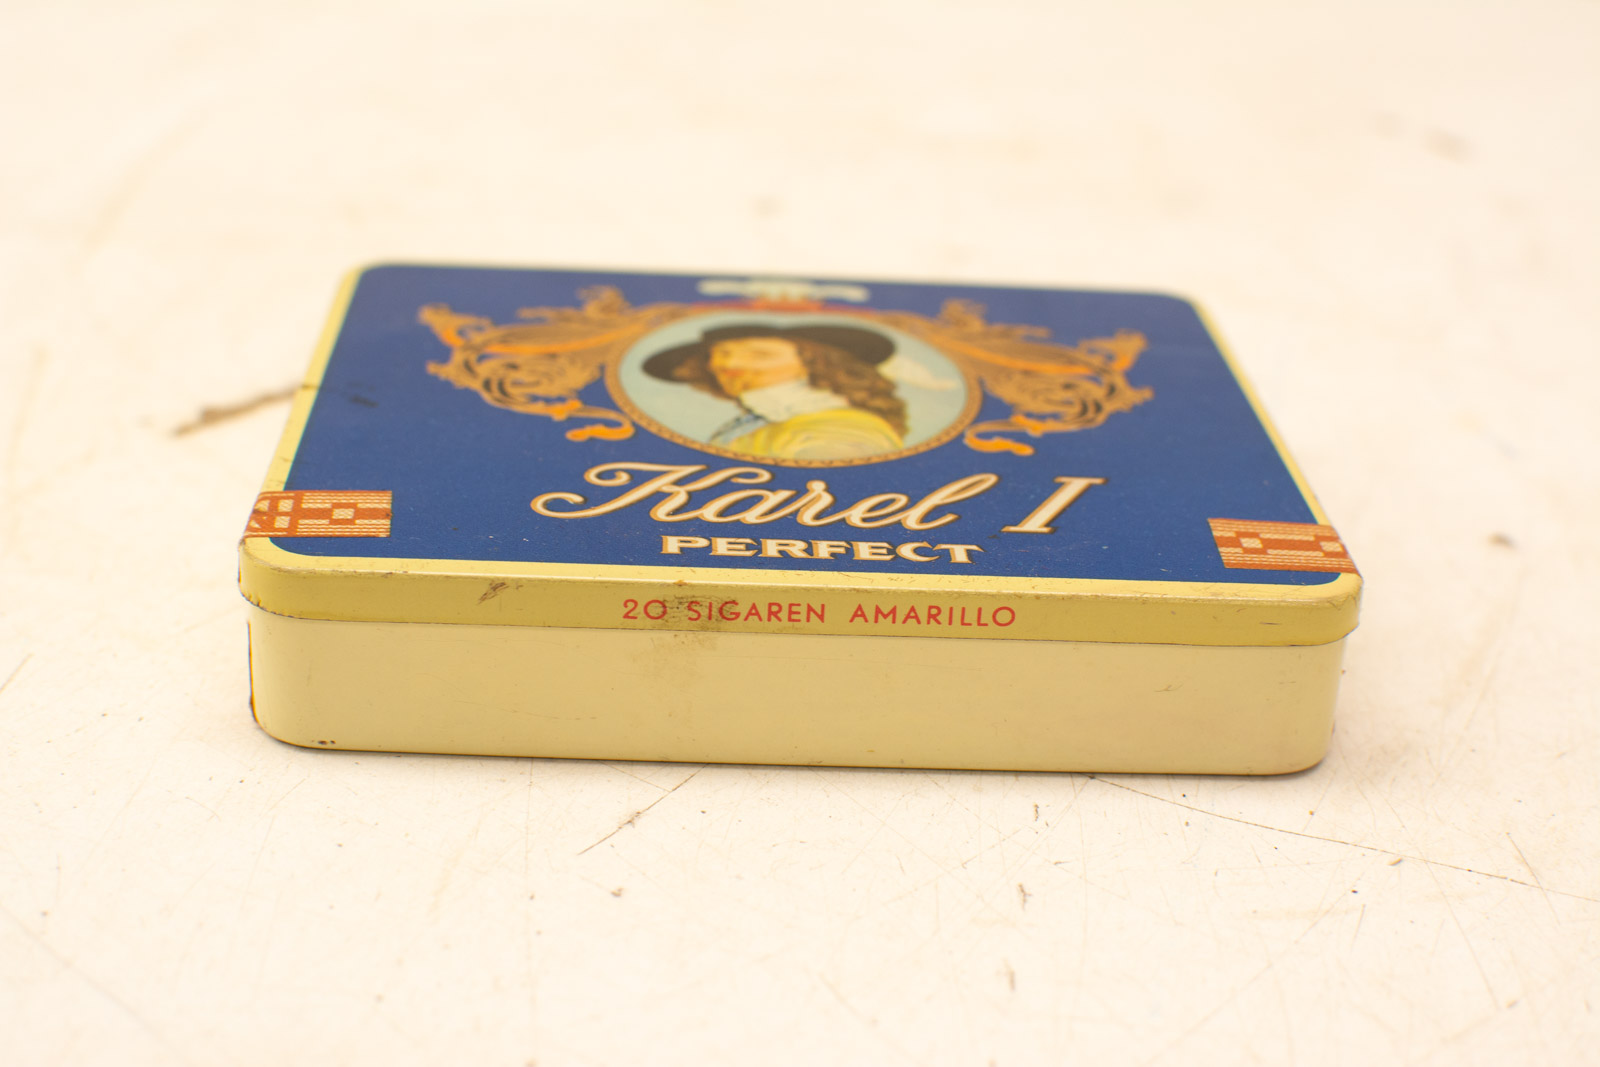 Karel I
PERFECT
20 SIGAREN AMARILLO